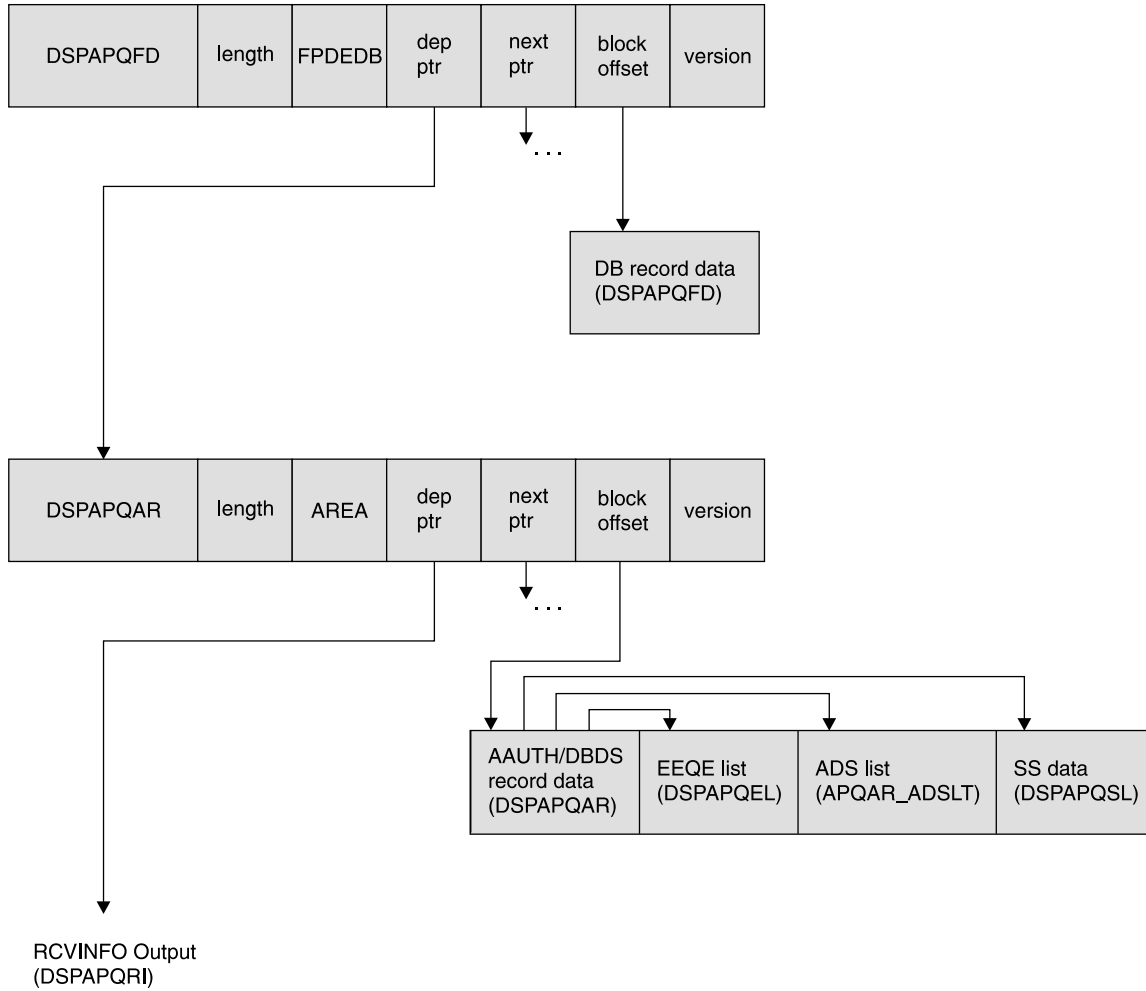 DSPAPQFD
length
FPDEDB
dep
ptr
next
ptr
block
offset
version
...
DB record data
(DSPAPQFD)
DSPAPQAR
length
AREA
dep
ptr
next
ptr
block
offset
version
...
AAUTH/DBDS
record data
(DSPAPQAR)
EEQE list
(DSPAPQEL)
ADS list
(APQAR_ADSLT)
SS data
(DSPAPQSL)
RCVINFO Output
(DSPAPQRI)